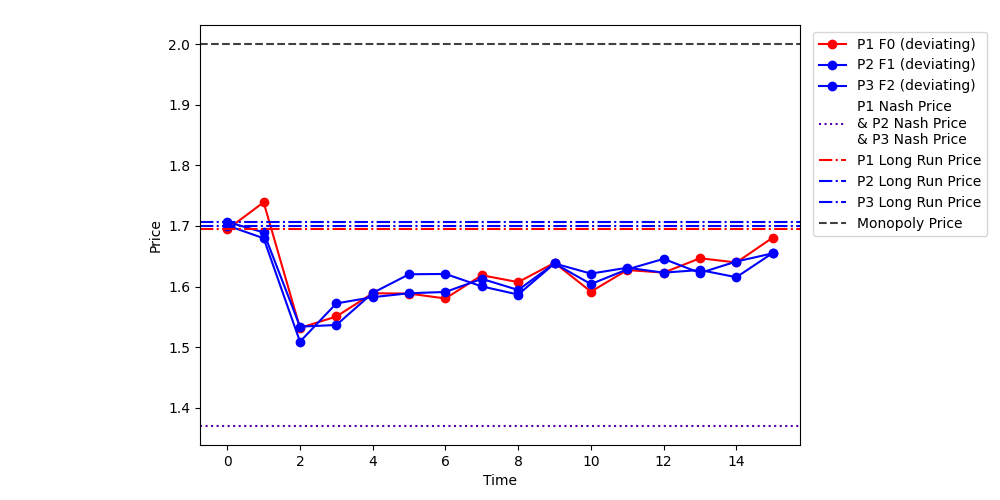 2.0
1.9
1.8
1.7
1.6
1.5
1.4
Price
0 2 4 6 8 10 12 14
Time
P1 F0 (deviating)
P2 F1 (deviating)
P3 F2 (deviating)
P1 Nash Price
& P2 Nash Price
& P3 Nash Price
P1 Long Run Price
P2 Long Run Price
P3 Long Run Price
Monopoly Price